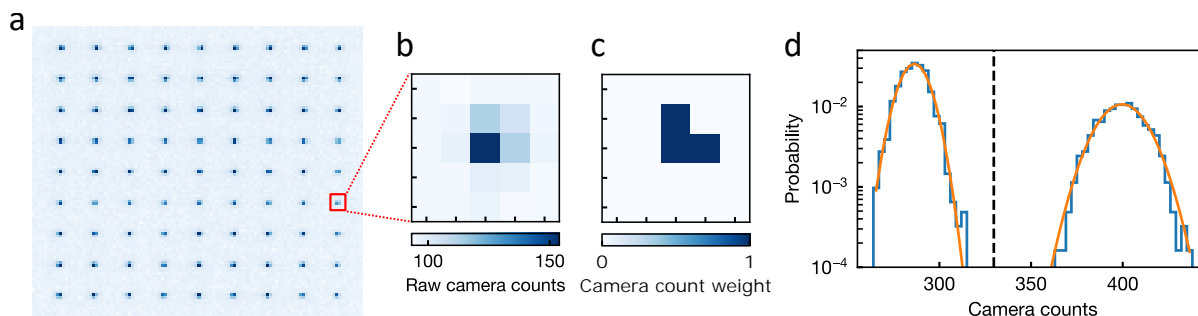 a
b
c
d
100
150
Raw camera counts
0
1
Camera count weight
10⁻²
10⁻³
10⁻⁴
Probability
300
400
Camera counts